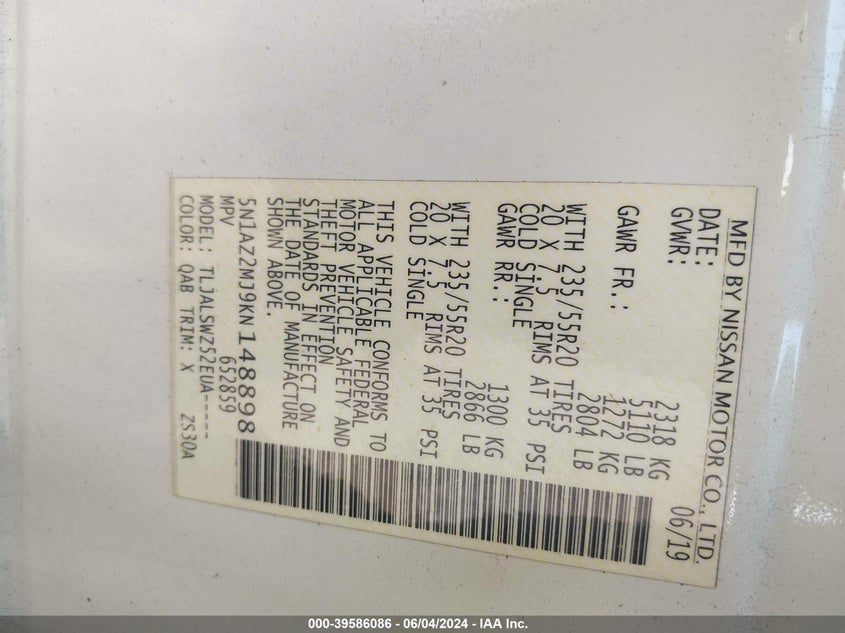 MFD BY NISSAN MOTOR CO., LTD.
DATE: 06/19
GVWR: 2318 KG
5110 LB
GAWR FR.: 1272 KG
2804 LB
WITH 235/55R20 TIRES
20 X 7.5 RIMS AT 35 PSI
COLD SINGLE
GAWR RR.: 1300 KG
2866 LB
WITH 235/55R20 TIRES
20 X 7.5 RIMS AT 35 PSI
COLD SINGLE
THIS VEHICLE CONFORMS TO
ALL APPLICABLE FEDERAL
MOTOR VEHICLE SAFETY AND
THEFT PREVENTION
STANDARDS IN EFFECT ON
THE DATE OF MANUFACTURE
SHOWN ABOVE.
5N1AZ2MJ9KN148898
MPV 652859
MODEL: TLJALSWZ52EUA-----
COLOR: QAB TRIM: X ZS30A
000-39586086 - 06/04/2024 - IAA Inc.